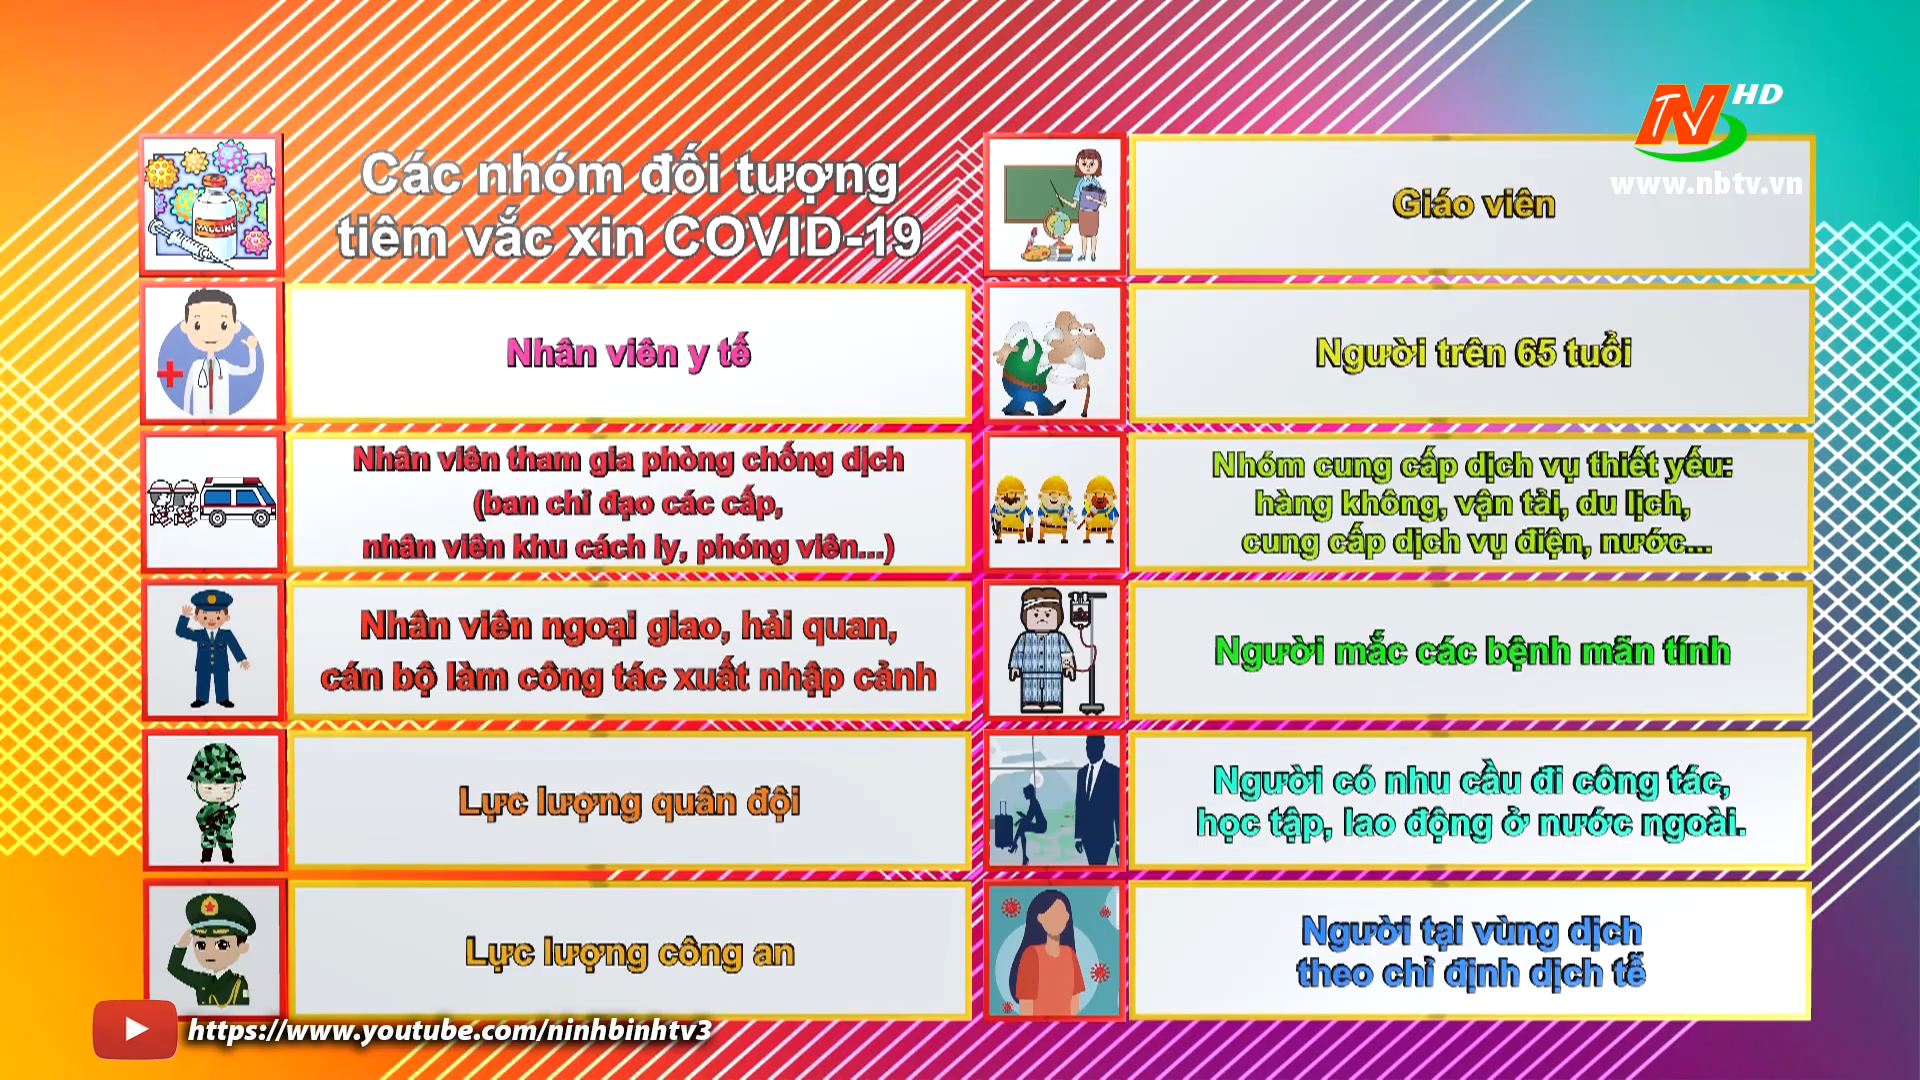 Các nhóm đối tượng
tiêm vắc xin COVID-19
VACCINE
Nhân viên y tế
Nhân viên tham gia phòng chống dịch
(ban chỉ đạo các cấp,
nhân viên khu cách ly, phóng viên...)
Nhân viên ngoại giao, hải quan,
cán bộ làm công tác xuất nhập cảnh
Lực lượng quân đội
Lực lượng công an
Giáo viên
Người trên 65 tuổi
Nhóm cung cấp dịch vụ thiết yếu:
hàng không, vận tải, du lịch,
cung cấp dịch vụ điện, nước...
Người mắc các bệnh mãn tính
Người có nhu cầu đi công tác,
học tập, lao động ở nước ngoài.
Người tại vùng dịch
theo chỉ định dịch tễ
NTV HD
www.nbtv.vn
https://www.youtube.com/ninhbinhtv3